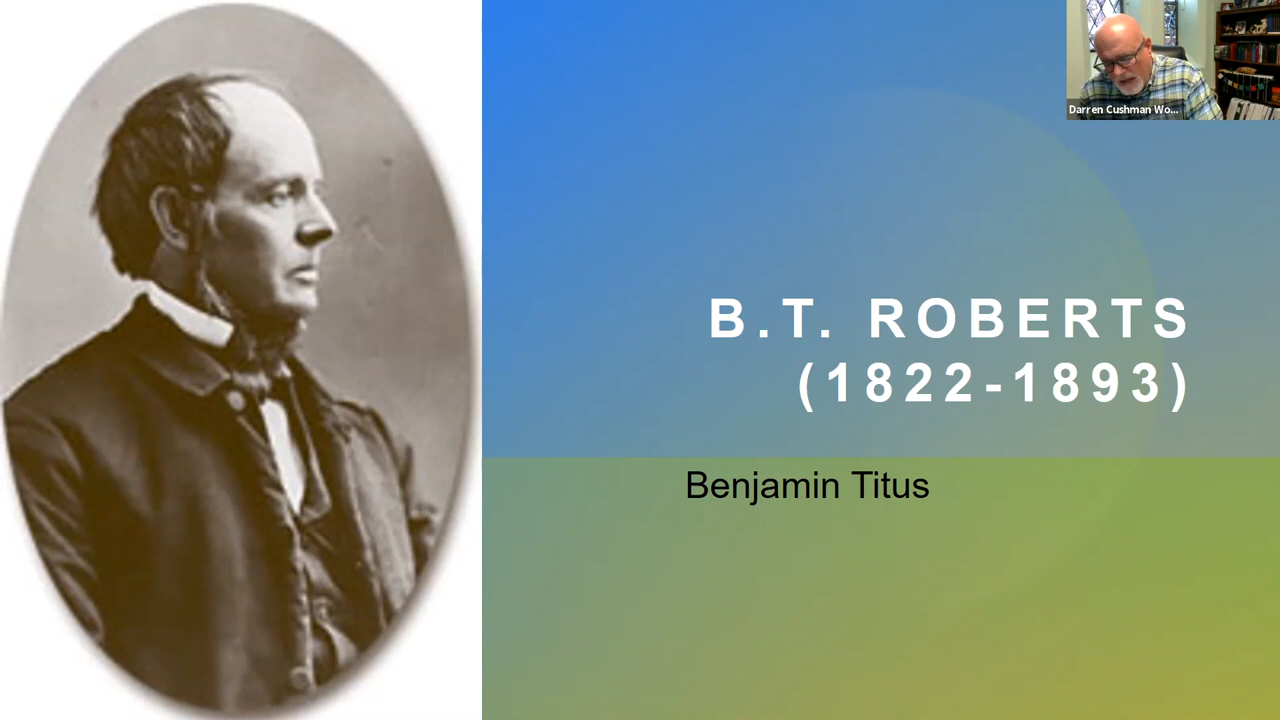 B.T. ROBERTS
(1822-1893)
Benjamin Titus
Darren Cushman Wo...